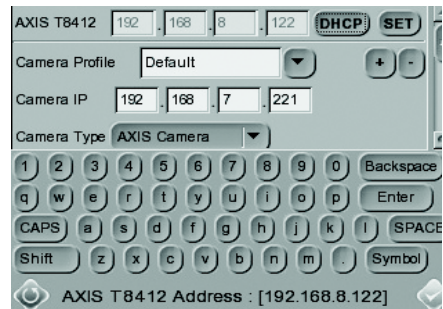 AXIS T8412 192 . 168 . 8 . 122 DHCP SET
Camera Profile Default + -
Camera IP 192 . 168 . 7 . 221
Camera Type AXIS Camera
1 2 3 4 5 6 7 8 9 0 Backspace
q w e r t y u i o p Enter
CAPS a s d f g h j k l SPACE
Shift z x c v b n m . Symbol
AXIS T8412 Address : [192.168.8.122]